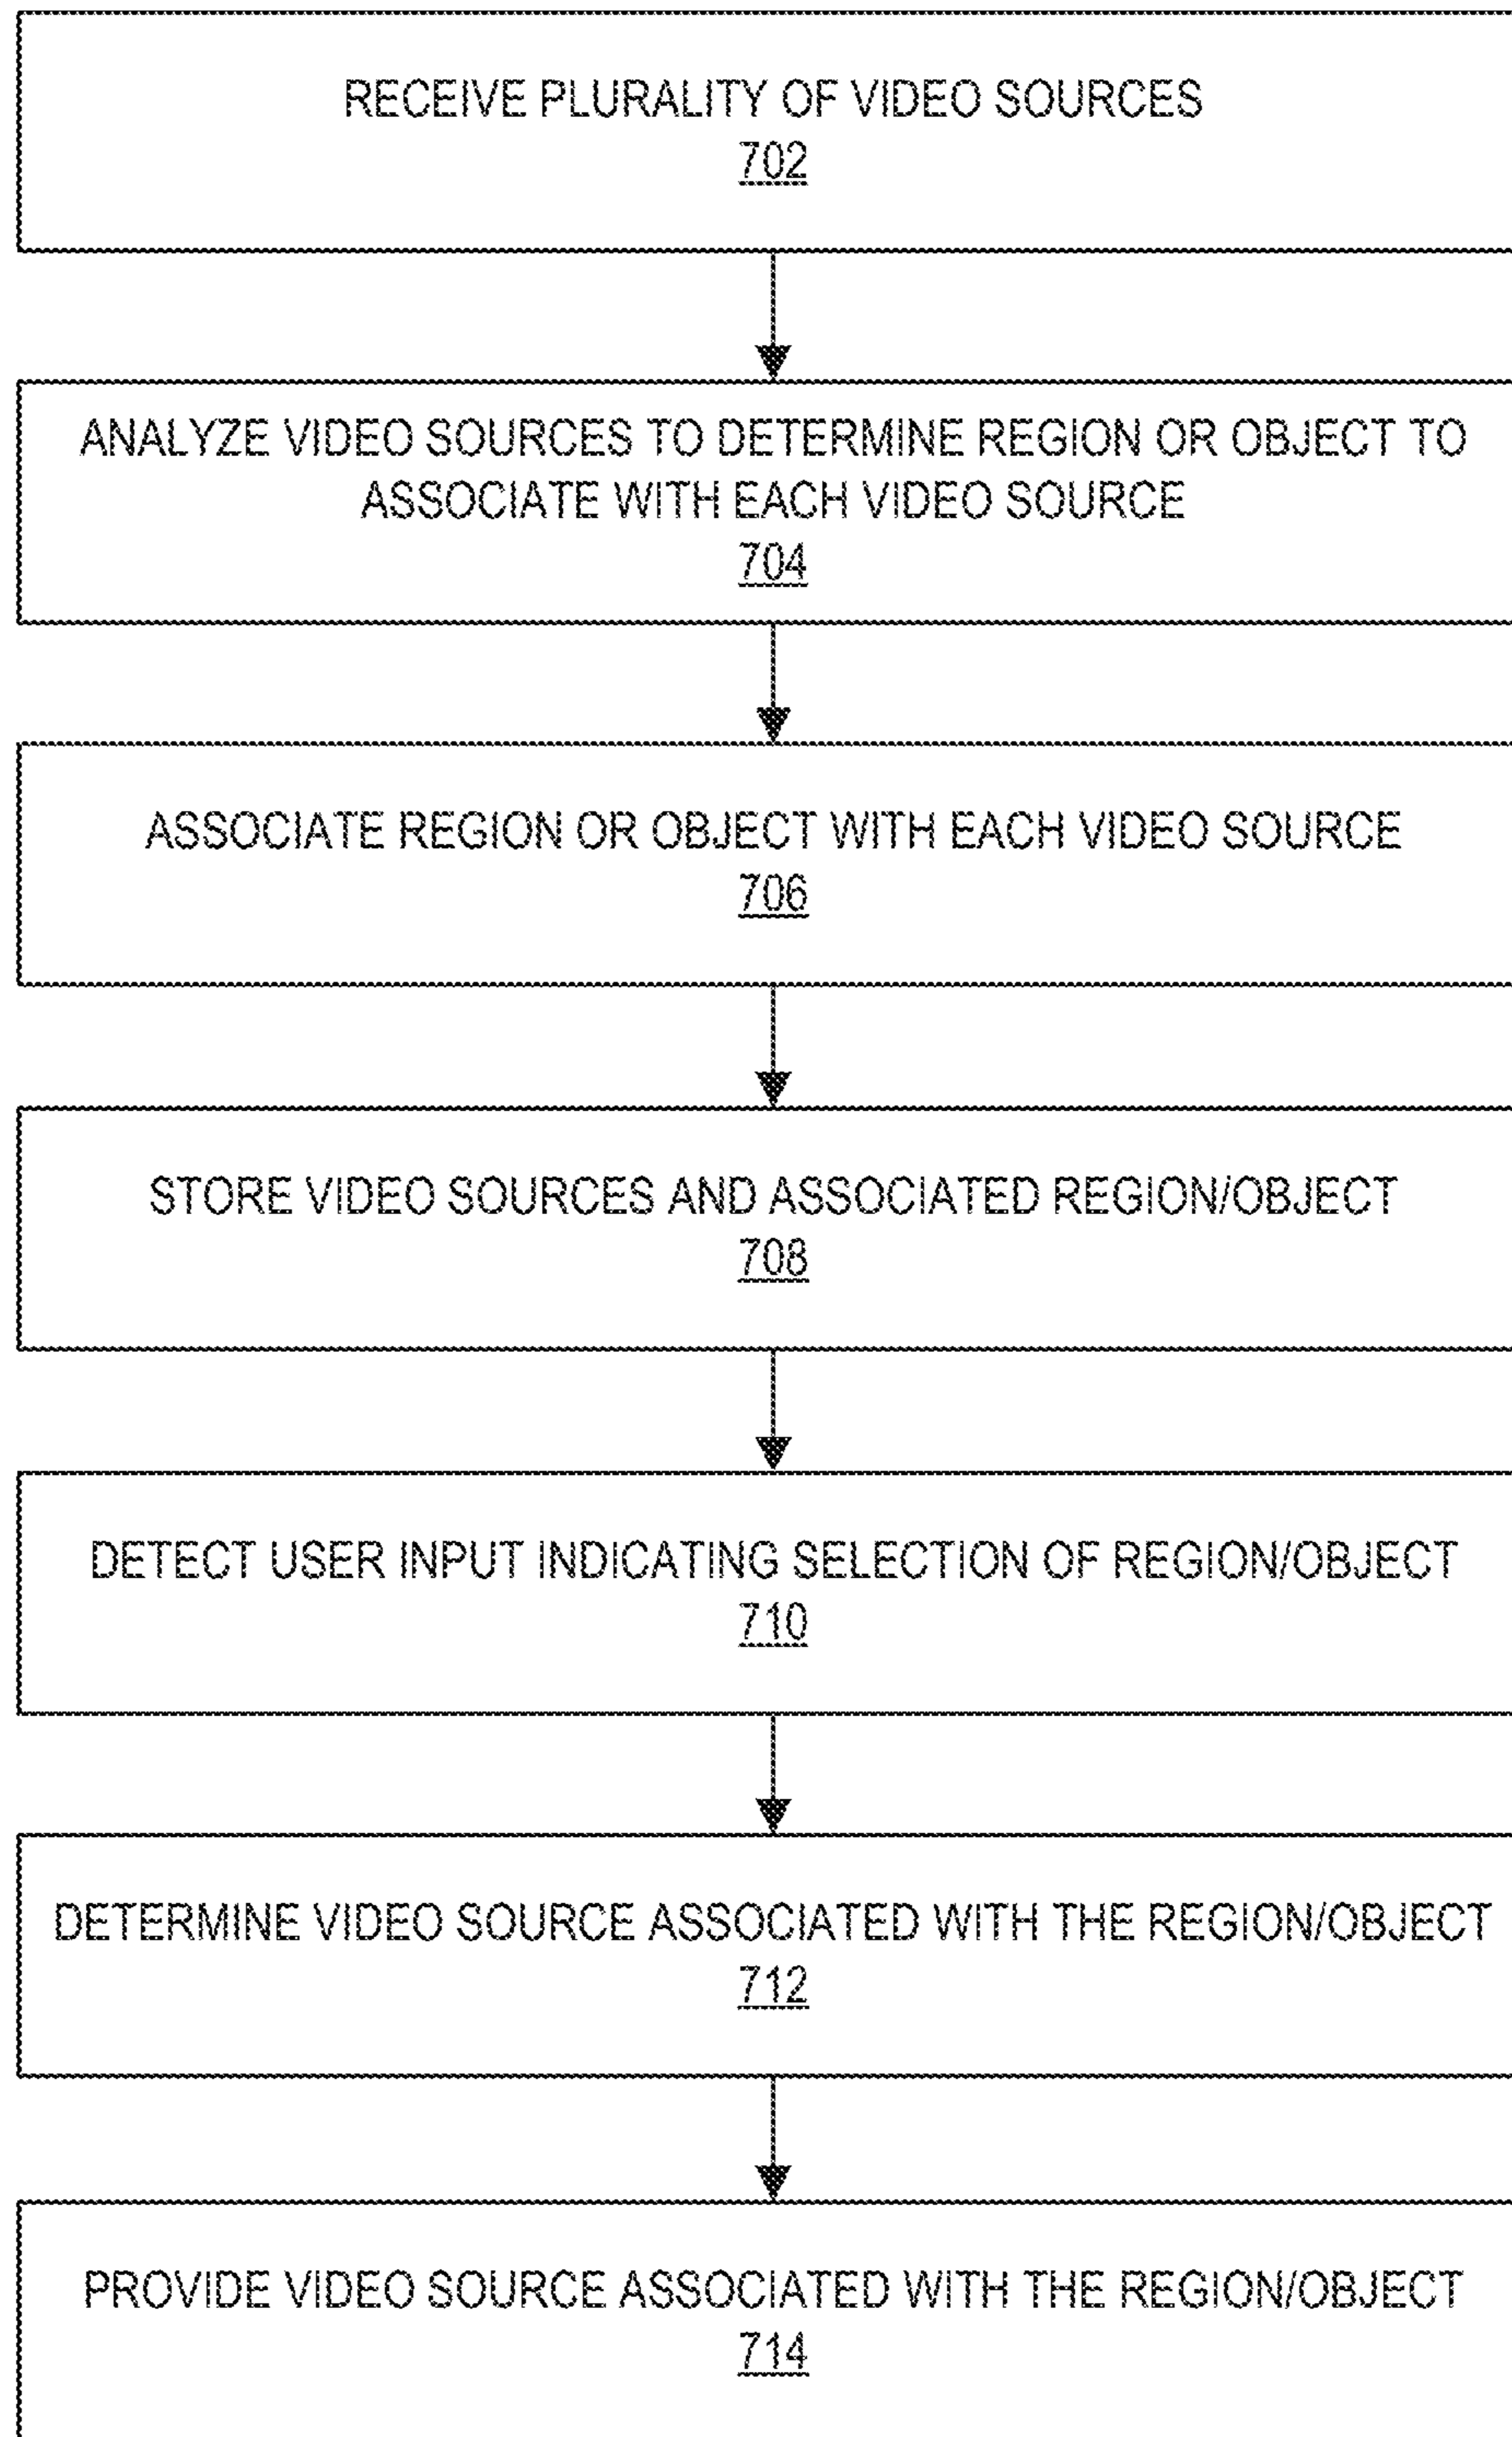 RECEIVE PLURALITY OF VIDEO SOURCES
702
ANALYZE VIDEO SOURCES TO DETERMINE REGION OR OBJECT TO
ASSOCIATE WITH EACH VIDEO SOURCE
704
ASSOCIATE REGION OR OBJECT WITH EACH VIDEO SOURCE
706
STORE VIDEO SOURCES AND ASSOCIATED REGION/OBJECT
708
DETECT USER INPUT INDICATING SELECTION OF REGION/OBJECT
710
DETERMINE VIDEO SOURCE ASSOCIATED WITH THE REGION/OBJECT
712
PROVIDE VIDEO SOURCE ASSOCIATED WITH THE REGION/OBJECT
714